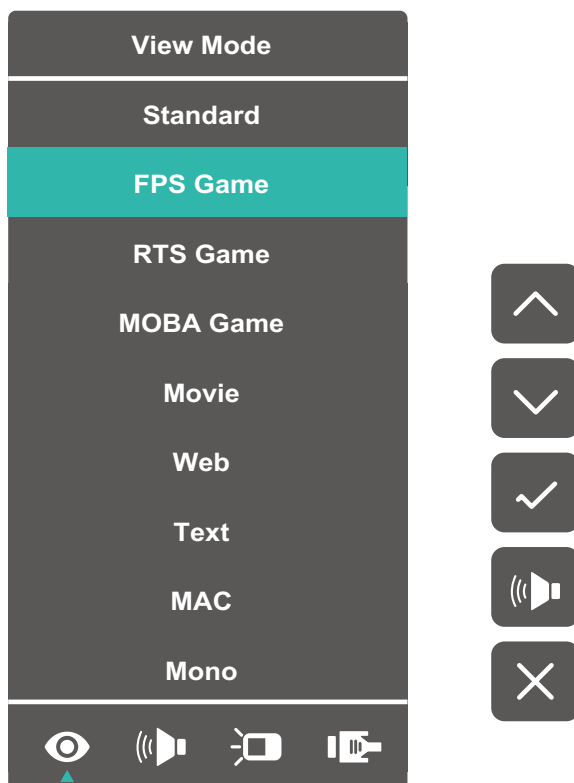 View Mode
Standard
FPS Game
RTS Game
MOBA Game
Movie
Web
Text
MAC
Mono